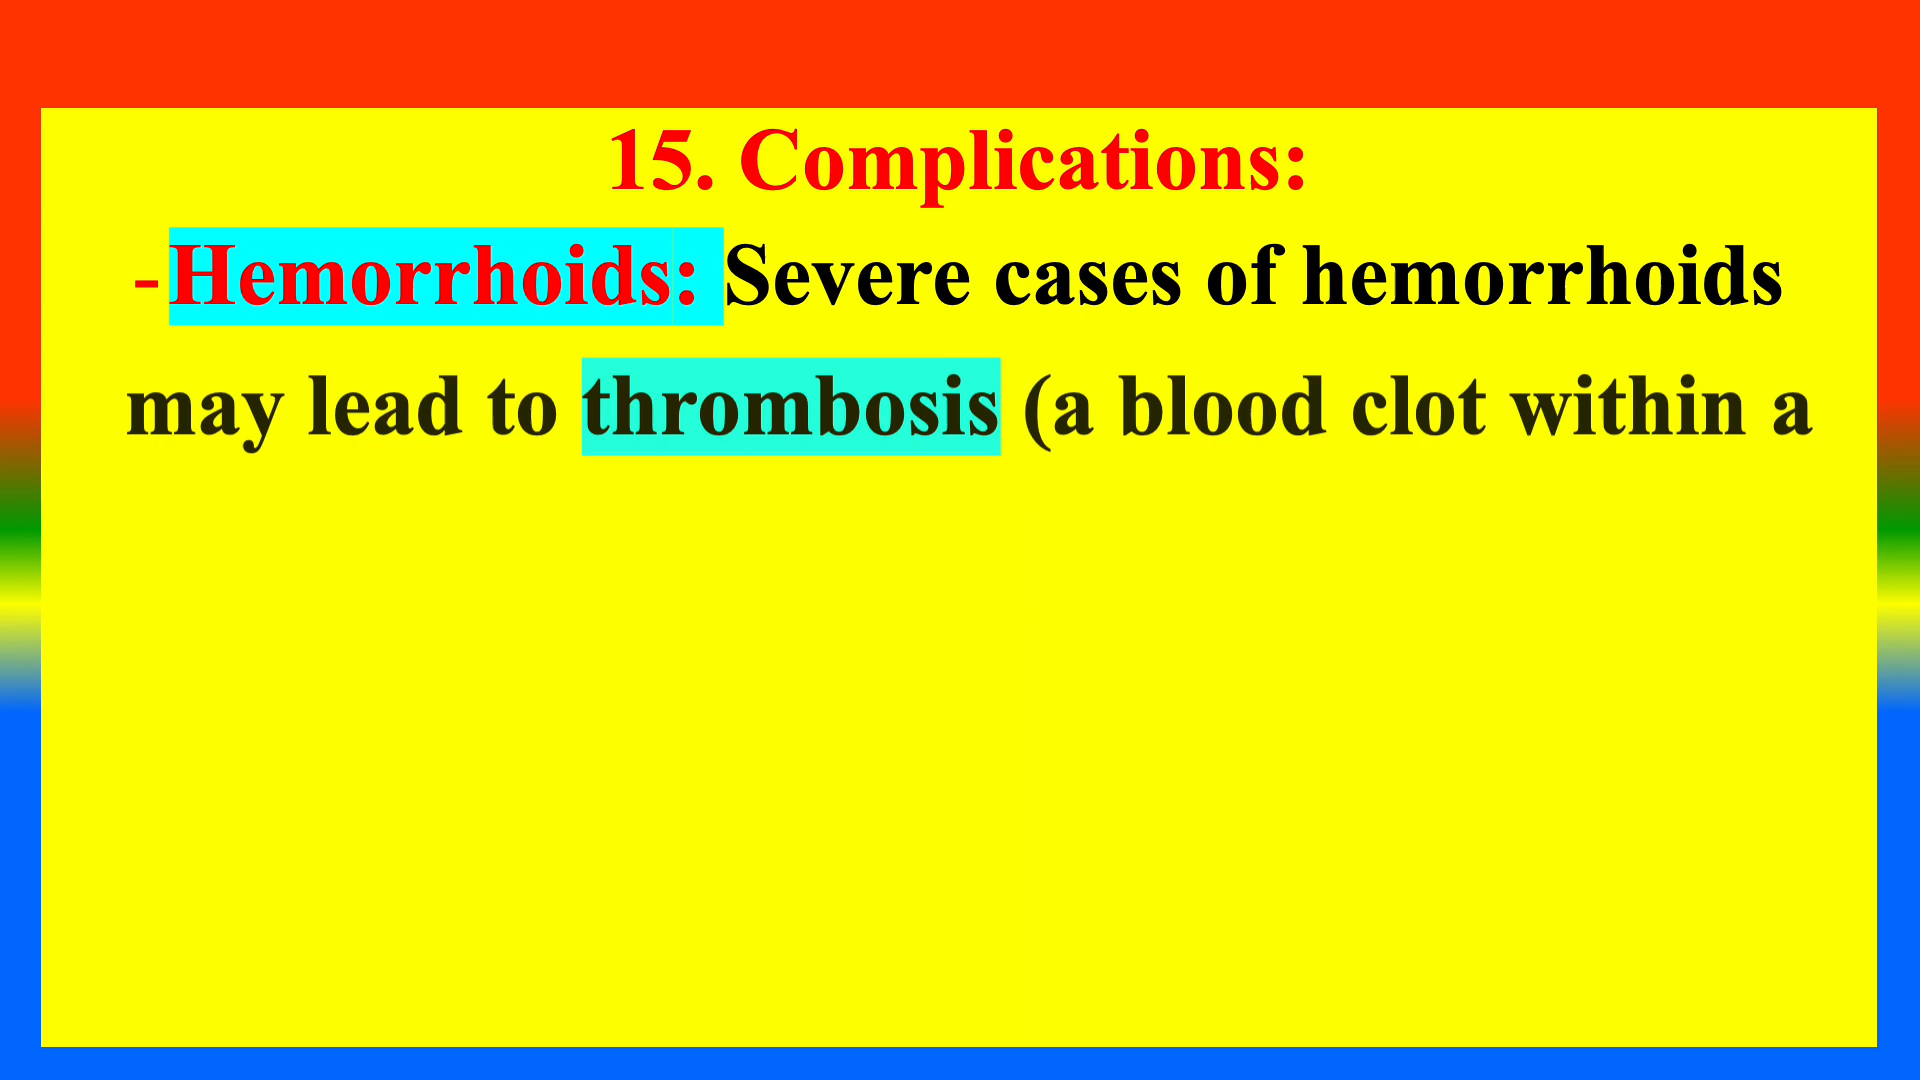 15. Complications:
-Hemorrhoids: Severe cases of hemorrhoids
may lead to thrombosis (a blood clot within a